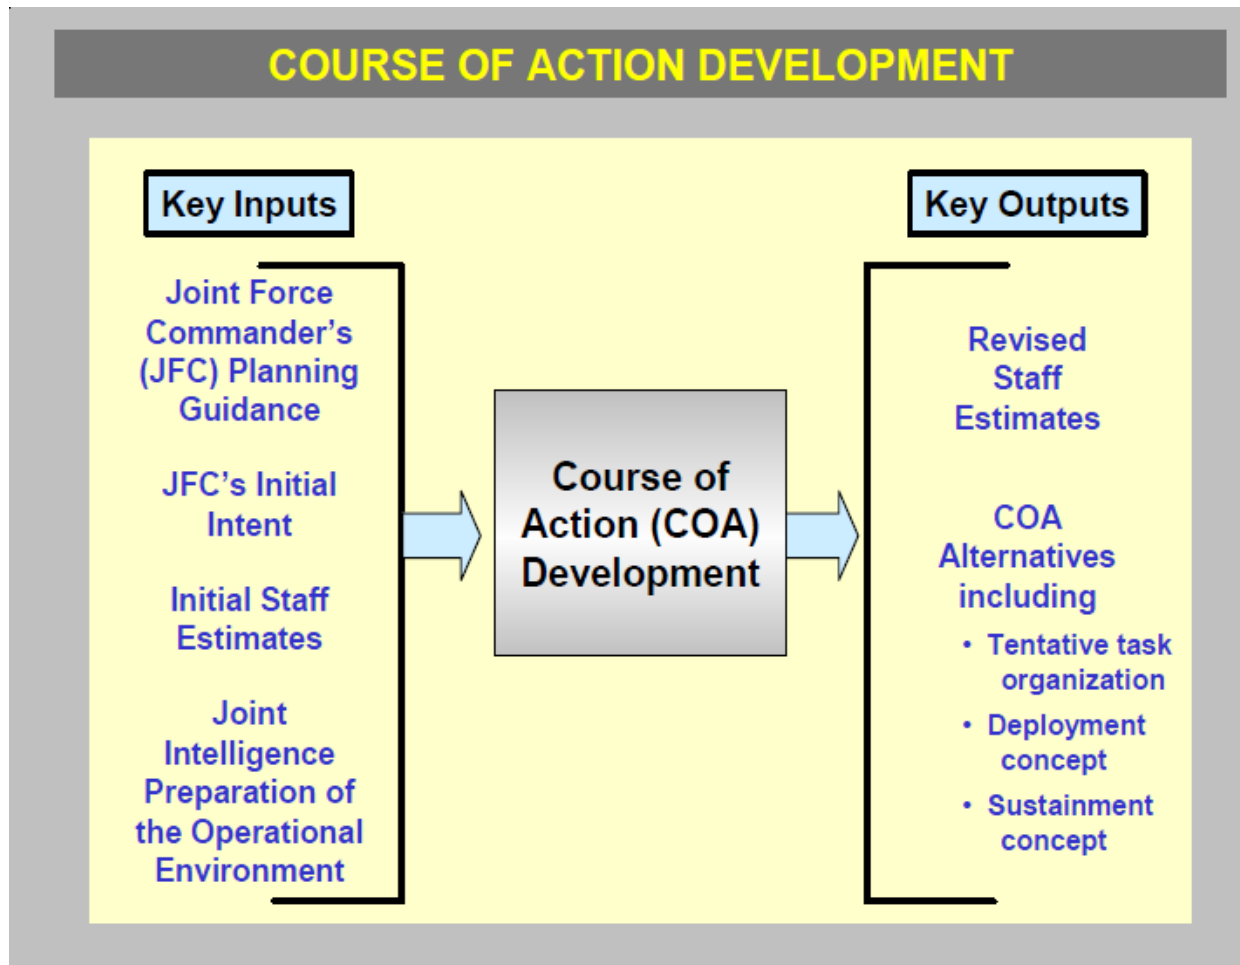 COURSE OF ACTION DEVELOPMENT
Key Inputs
Joint Force
Commander's
(JFC) Planning
Guidance
JFC's Initial
Intent
Initial Staff
Estimates
Joint
Intelligence
Preparation of
the Operational
Environment
Course of
Action (COA)
Development
Key Outputs
Revised
Staff
Estimates
COA
Alternatives
including
• Tentative task
organization
• Deployment
concept
• Sustainment
concept